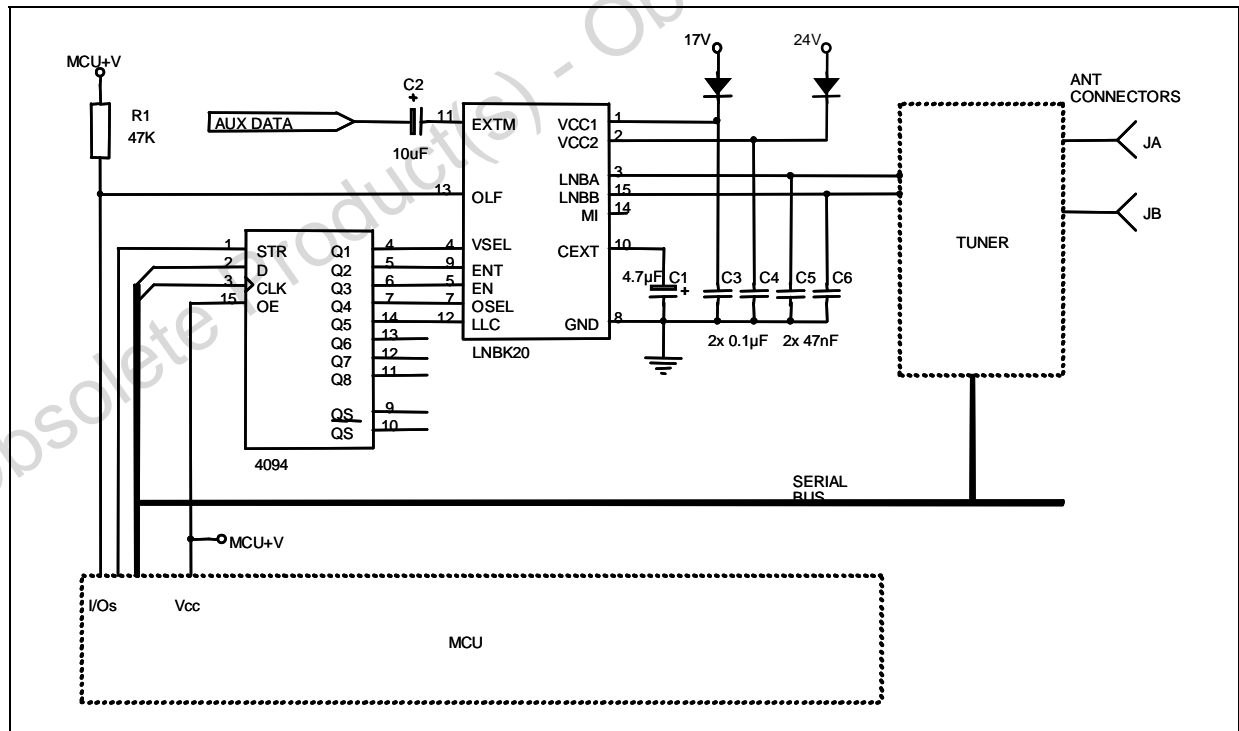 Obsolete Product(s) - Ob
17V
24V
MCU+V
ANT
CONNECTORS
C2
+
R1
47K
AUX DATA
10uF
11
EXTM
VCC1
1
VCC2
2
JA
LNBA
3
13
OLF
LNBB
15
MI
14
JB
TUNER
1
STR
Q1
4
4
VSEL
CEXT
10
2
D
Q2
5
9
ENT
3
CLK
Q3
6
5
EN
4.7µF
C1
+
C3
C4
C5
C6
15
OE
Q4
7
7
OSEL
Q5
14
12
LLC
GND
8
Q6
13
2x 0.1µF
2x 47nF
Q7
12
LNBK20
Q8
11
QS
9
QS
10
4094
SERIAL
BUS
MCU+V
I/Os
Vcc
MCU